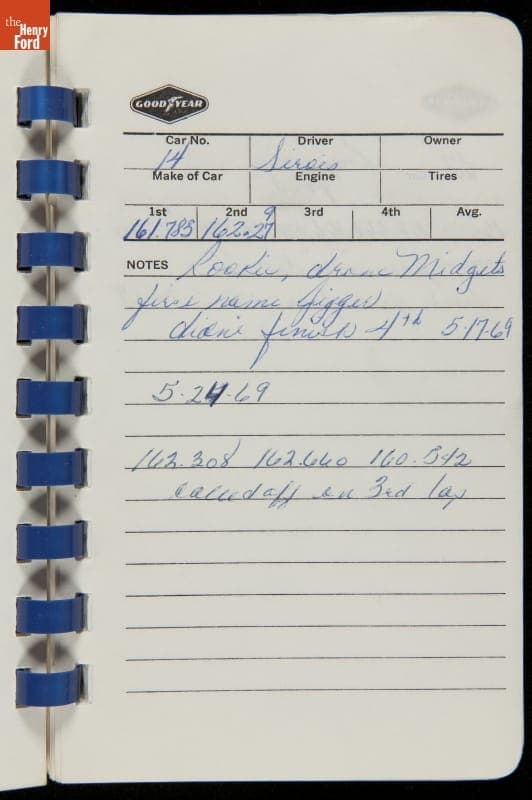 the
Henry
Ford
GOODYEAR
Car No. Driver Owner
14 Sirois
Make of Car Engine Tires
1st 2nd 3rd 4th Avg.
161.785 162.279
NOTES Rookie, drove Midgets
first name Jigger
didnt finish 4th 5-17-69
5-24-69
162.308 162.640 160.542
called off on 3rd lap